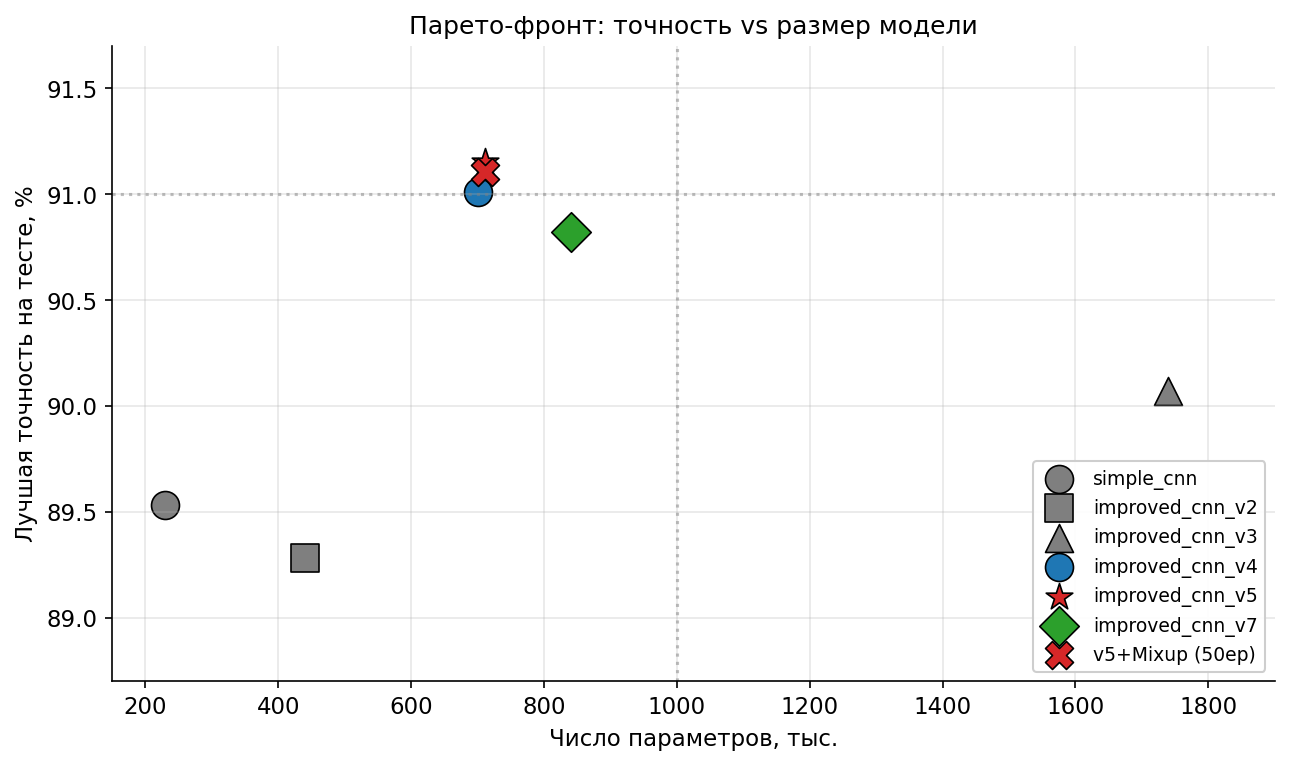 Парето-фронт: точность vs размер модели
Лучшая точность на тесте, %
91.5
91.0
90.5
90.0
89.5
89.0
200 400 600 800 1000 1200 1400 1600 1800
Число параметров, тыс.
simple_cnn
improved_cnn_v2
improved_cnn_v3
improved_cnn_v4
improved_cnn_v5
improved_cnn_v7
v5+Mixup (50ep)